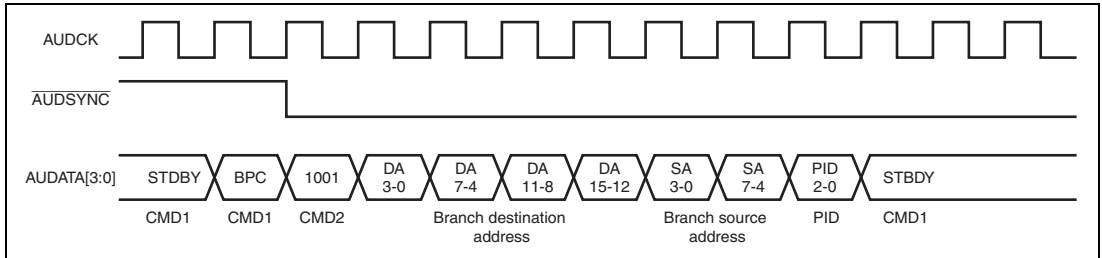 AUDCK
AUDSYNC
AUDATA[3:0]
STDBY
BPC
1001
DA
3-0
DA
7-4
DA
11-8
DA
15-12
SA
3-0
SA
7-4
PID
2-0
STBDY
CMD1
CMD1
CMD2
Branch destination
address
Branch source
address
PID
CMD1